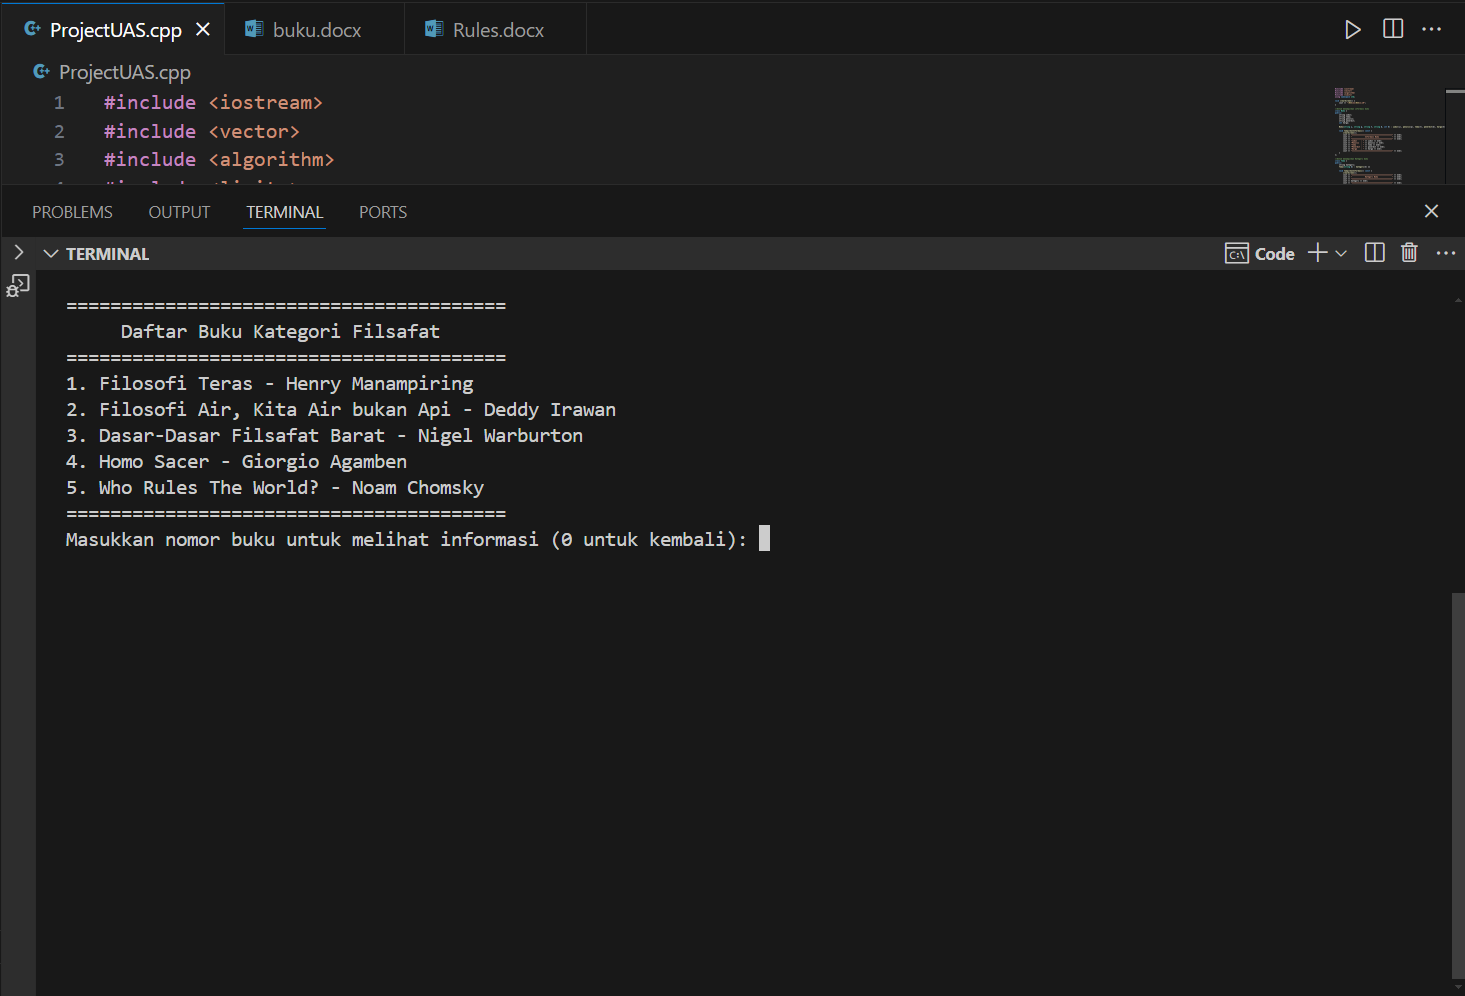 ProjectUAS.cpp buku.docx Rules.docx
ProjectUAS.cpp
1 #include <iostream>
2 #include <vector>
3 #include <algorithm>
PROBLEMS OUTPUT TERMINAL PORTS
TERMINAL Code
========================================
Daftar Buku Kategori Filsafat
========================================
1. Filosofi Teras - Henry Manampiring
2. Filosofi Air, Kita Air bukan Api - Deddy Irawan
3. Dasar-Dasar Filsafat Barat - Nigel Warburton
4. Homo Sacer - Giorgio Agamben
5. Who Rules The World? - Noam Chomsky
========================================
Masukkan nomor buku untuk melihat informasi (0 untuk kembali):